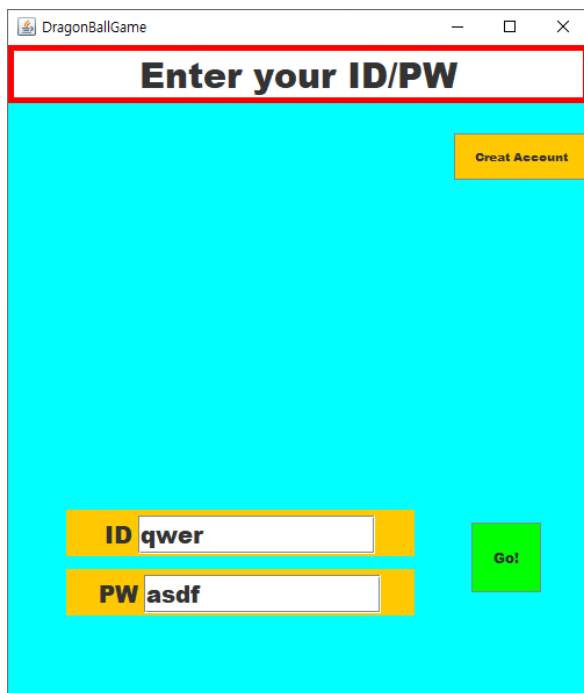 DragonBallGame
Enter your ID/PW
Creat Account
ID qwer
Go!
PW asdf